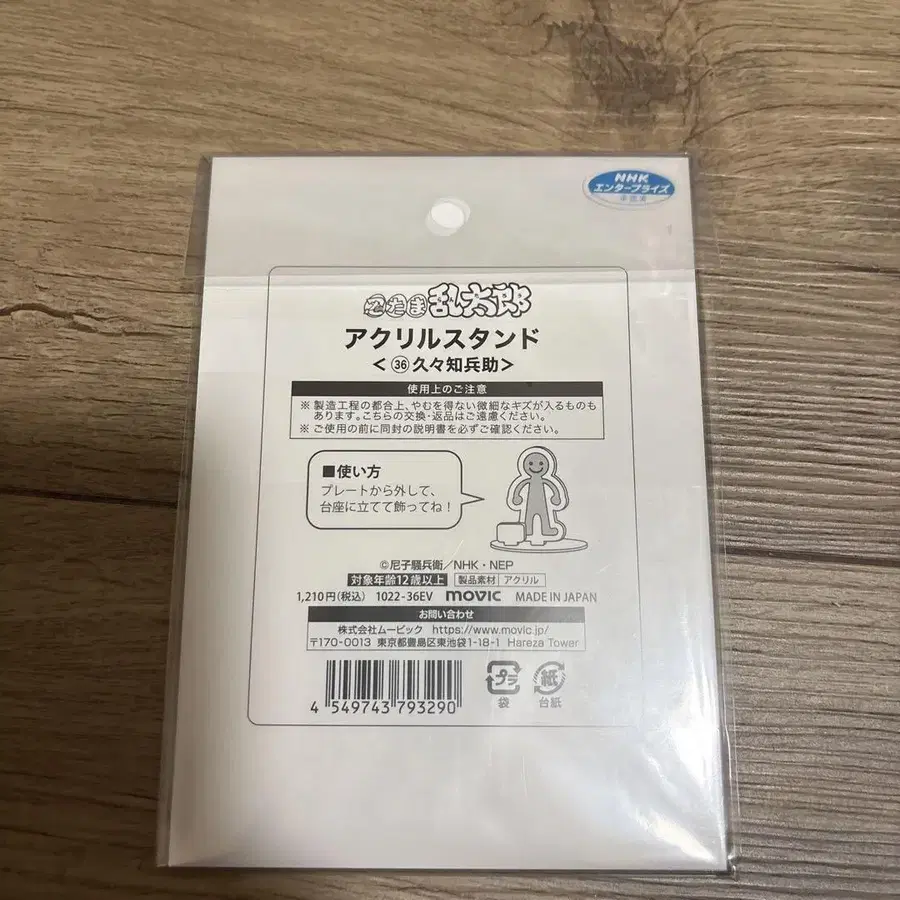 NHK
エンタープライズ
忍たま乱太郎
アクリルスタンド
＜㊱久々知兵助＞
使用上のご注意
※ 製造工程の都合上、やむを得ない微細なキズが入るものも
あります。こちらの交換・返品はご遠慮ください。
※ ご使用の前に同封の説明書を必ずご確認ください。
■使い方
プレートから外して、
台座に立てて飾ってね！
©尼子騒兵衛／NHK・NEP
対象年齢12歳以上 製品素材 アクリル
1,210円(税込) 1022-36EV movic MADE IN JAPAN
お問い合わせ
株式会社ムービック https://www.movic.jp/
〒170-0013 東京都豊島区東池袋1-18-1 Hareza Tower
4 549743 793290
プラ 紙
袋 台紙